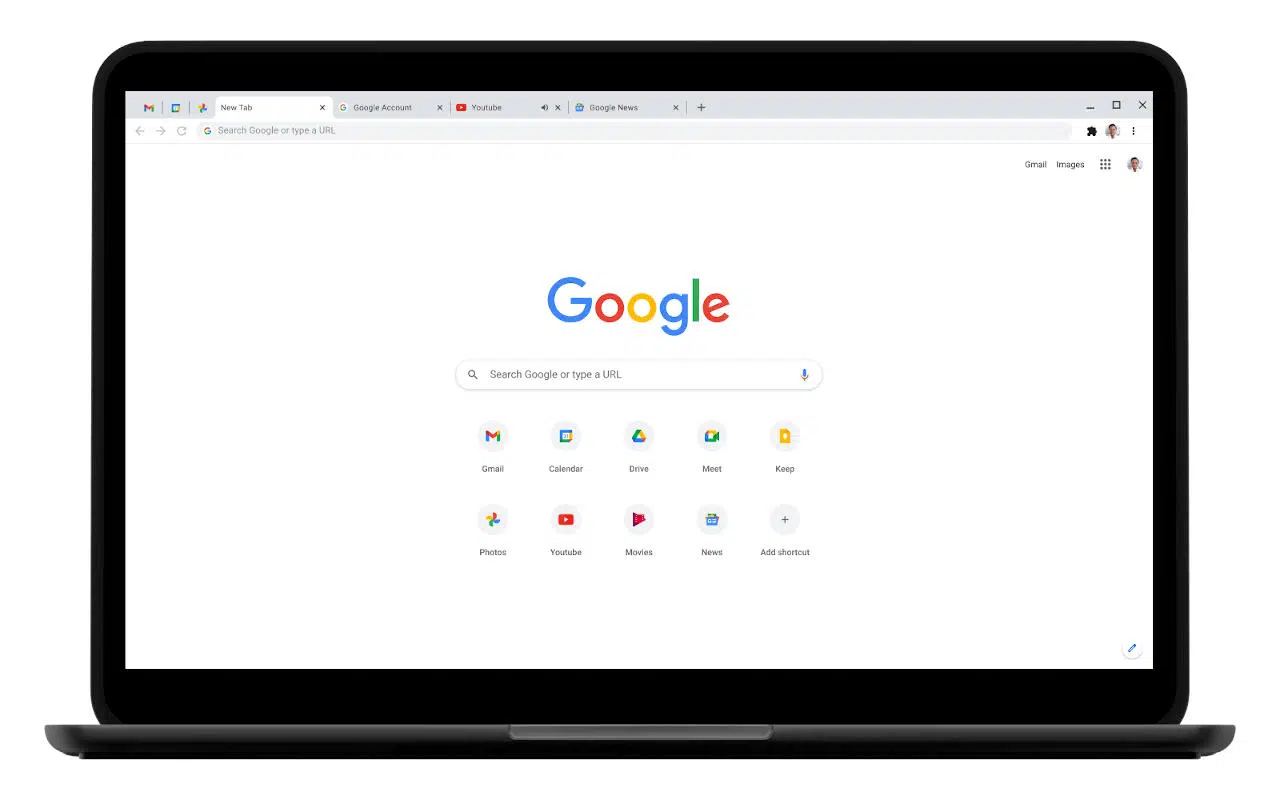 New Tab
Google Account
Youtube
Google News
Search Google or type a URL
Gmail Images
Google
Search Google or type a URL
Gmail Calendar Drive Meet Keep
Photos Youtube Movies News Add shortcut